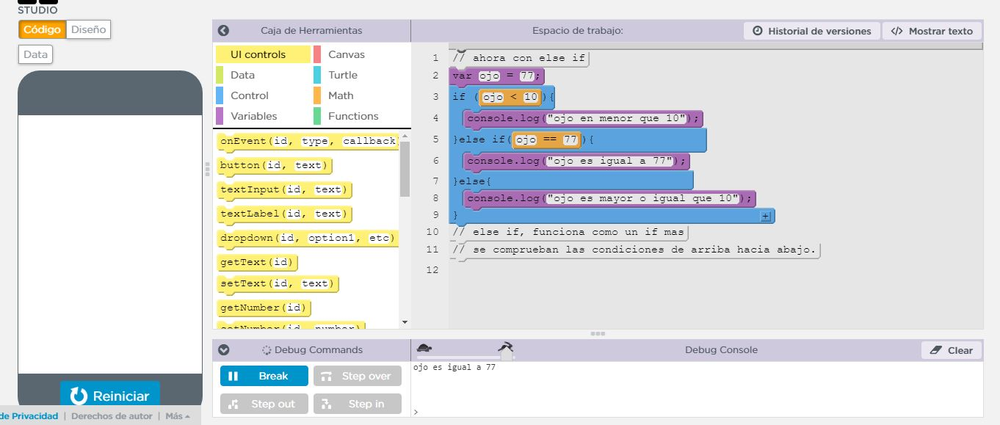 STUDIO
Código Diseño
Data
Caja de Herramientas
Espacio de trabajo:
Historial de versiones
</> Mostrar texto
UI controls Canvas
Data Turtle
Control Math
Variables Functions
onEvent(id, type, callback)
button(id, text)
textInput(id, text)
textLabel(id, text)
dropdown(id, option1, etc)
getText(id)
setText(id, text)
getNumber(id)
setNumber(id, number)
1 // ahora con else if
2 var ojo = 77;
3 if (ojo < 10){
4 console.log("ojo en menor que 10");
5 }else if(ojo == 77){
6 console.log("ojo es igual a 77");
7 }else{
8 console.log("ojo es mayor o igual que 10");
9 } +
10 // else if, funciona como un if mas
11 // se comprueban las condiciones de arriba hacia abajo.
12
Debug Commands
Debug Console
Clear
Break Step over
Step out Step in
ojo es igual a 77
>
Reiniciar
de Privacidad | Derechos de autor | Más